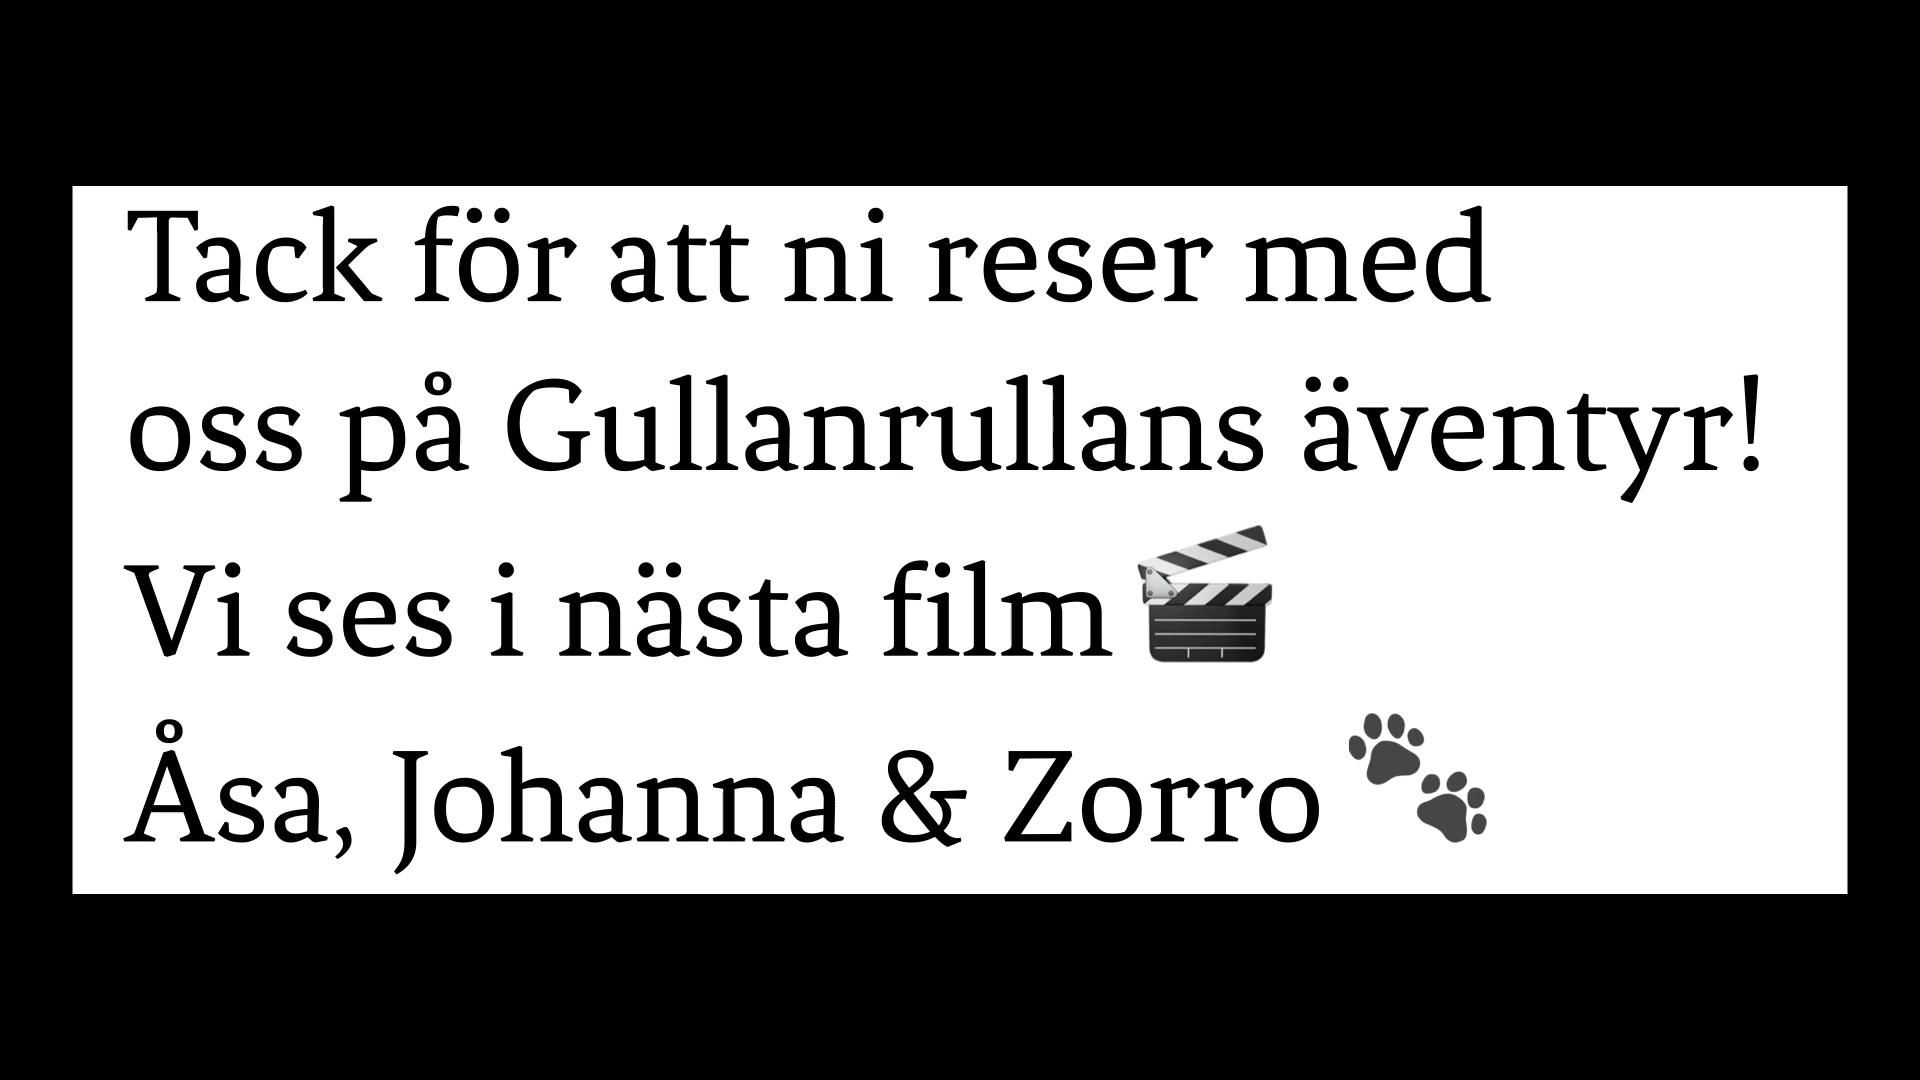 Tack för att ni reser med
oss på Gullanrullans äventyr!
Vi ses i nästa film 🎬
Åsa, Johanna & Zorro 🐾